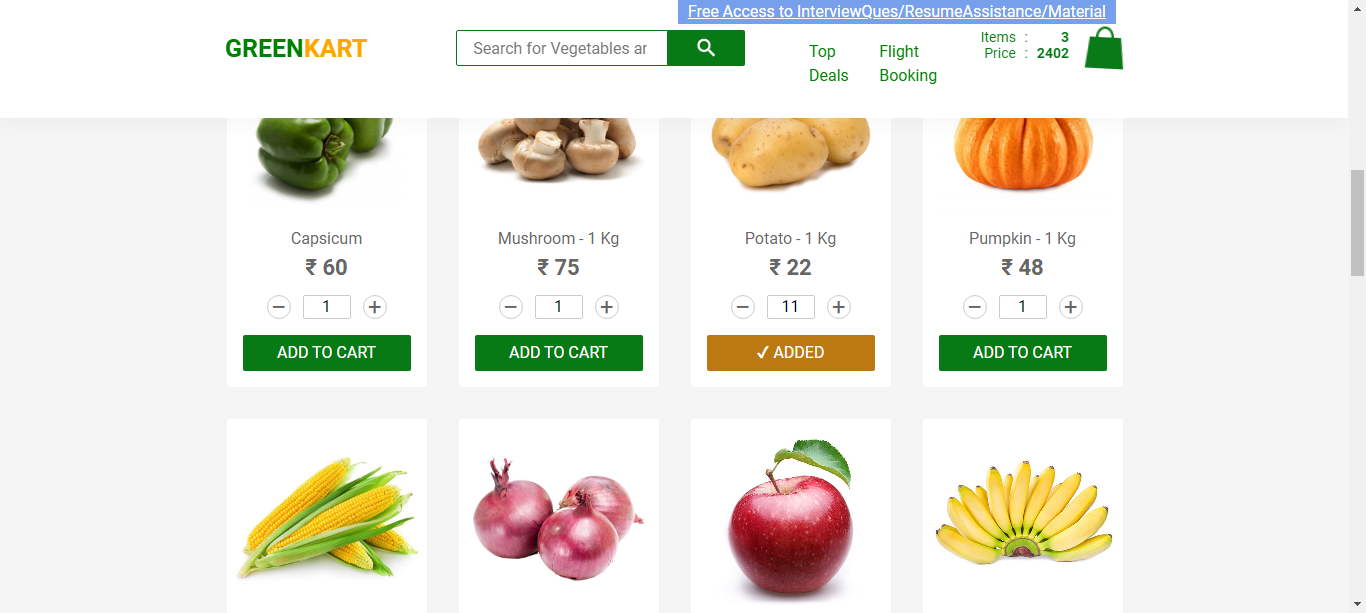 Free Access to InterviewQues/ResumeAssistance/Material
GREENKART
Search for Vegetables ar
Top Deals
Flight Booking
Items : 3
Price : 2402
Capsicum
₹ 60
− 1 +
ADD TO CART
Mushroom - 1 Kg
₹ 75
− 1 +
ADD TO CART
Potato - 1 Kg
₹ 22
− 11 +
✓ ADDED
Pumpkin - 1 Kg
₹ 48
− 1 +
ADD TO CART